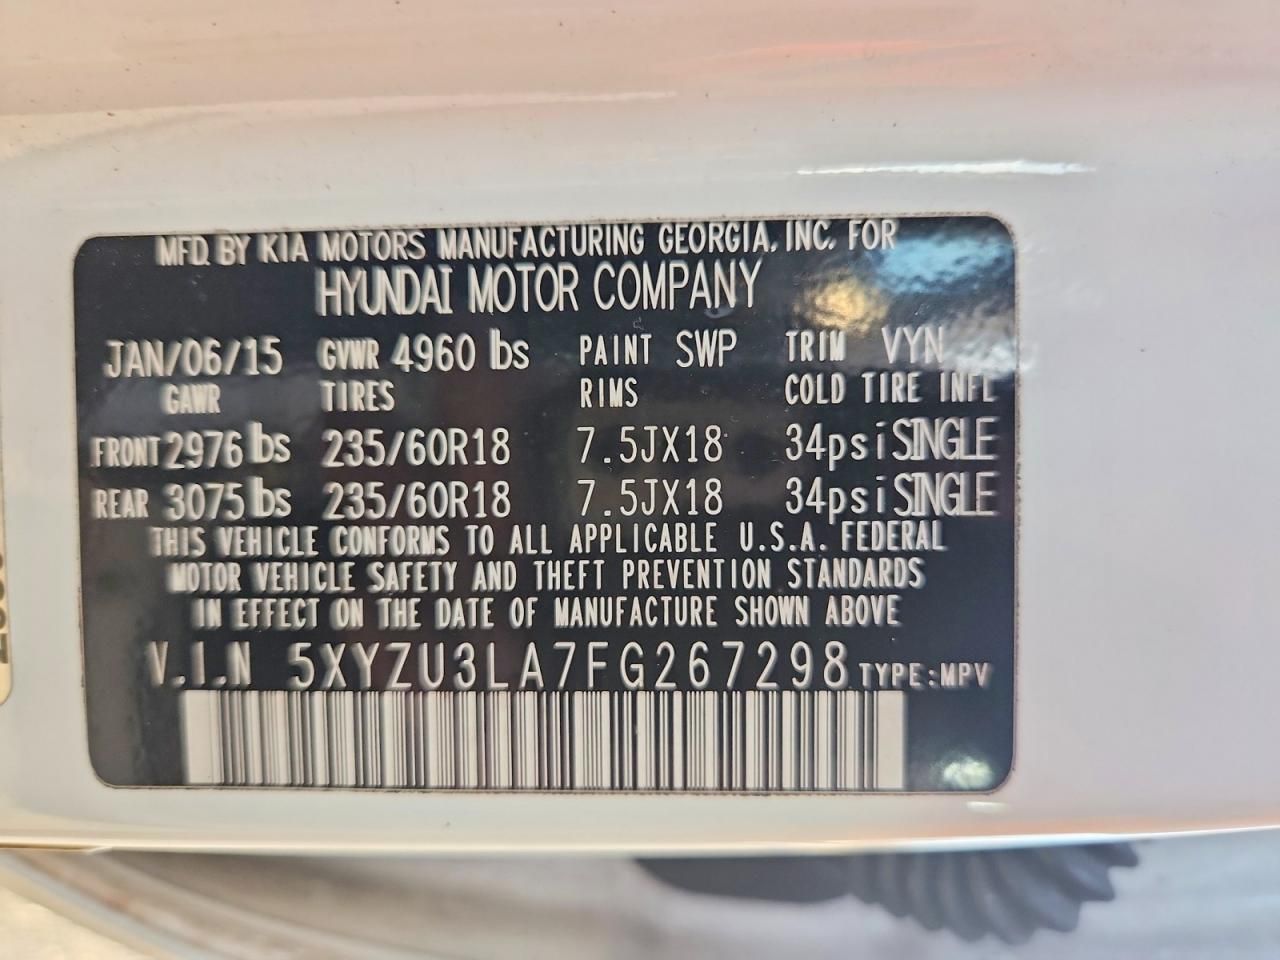 MFD. BY KIA MOTORS MANUFACTURING GEORGIA, INC. FOR
HYUNDAI MOTOR COMPANY
JAN/06/15 GVWR 4960 lbs PAINT SWP TRIM VYN
GAWR TIRES RIMS COLD TIRE INFL
FRONT 2976 lbs 235/60R18 7.5JX18 34psi SINGLE
REAR 3075 lbs 235/60R18 7.5JX18 34psi SINGLE
THIS VEHICLE CONFORMS TO ALL APPLICABLE U.S.A. FEDERAL
MOTOR VEHICLE SAFETY AND THEFT PREVENTION STANDARDS
IN EFFECT ON THE DATE OF MANUFACTURE SHOWN ABOVE
V.I.N 5XYZU3LA7FG267298 TYPE:MPV